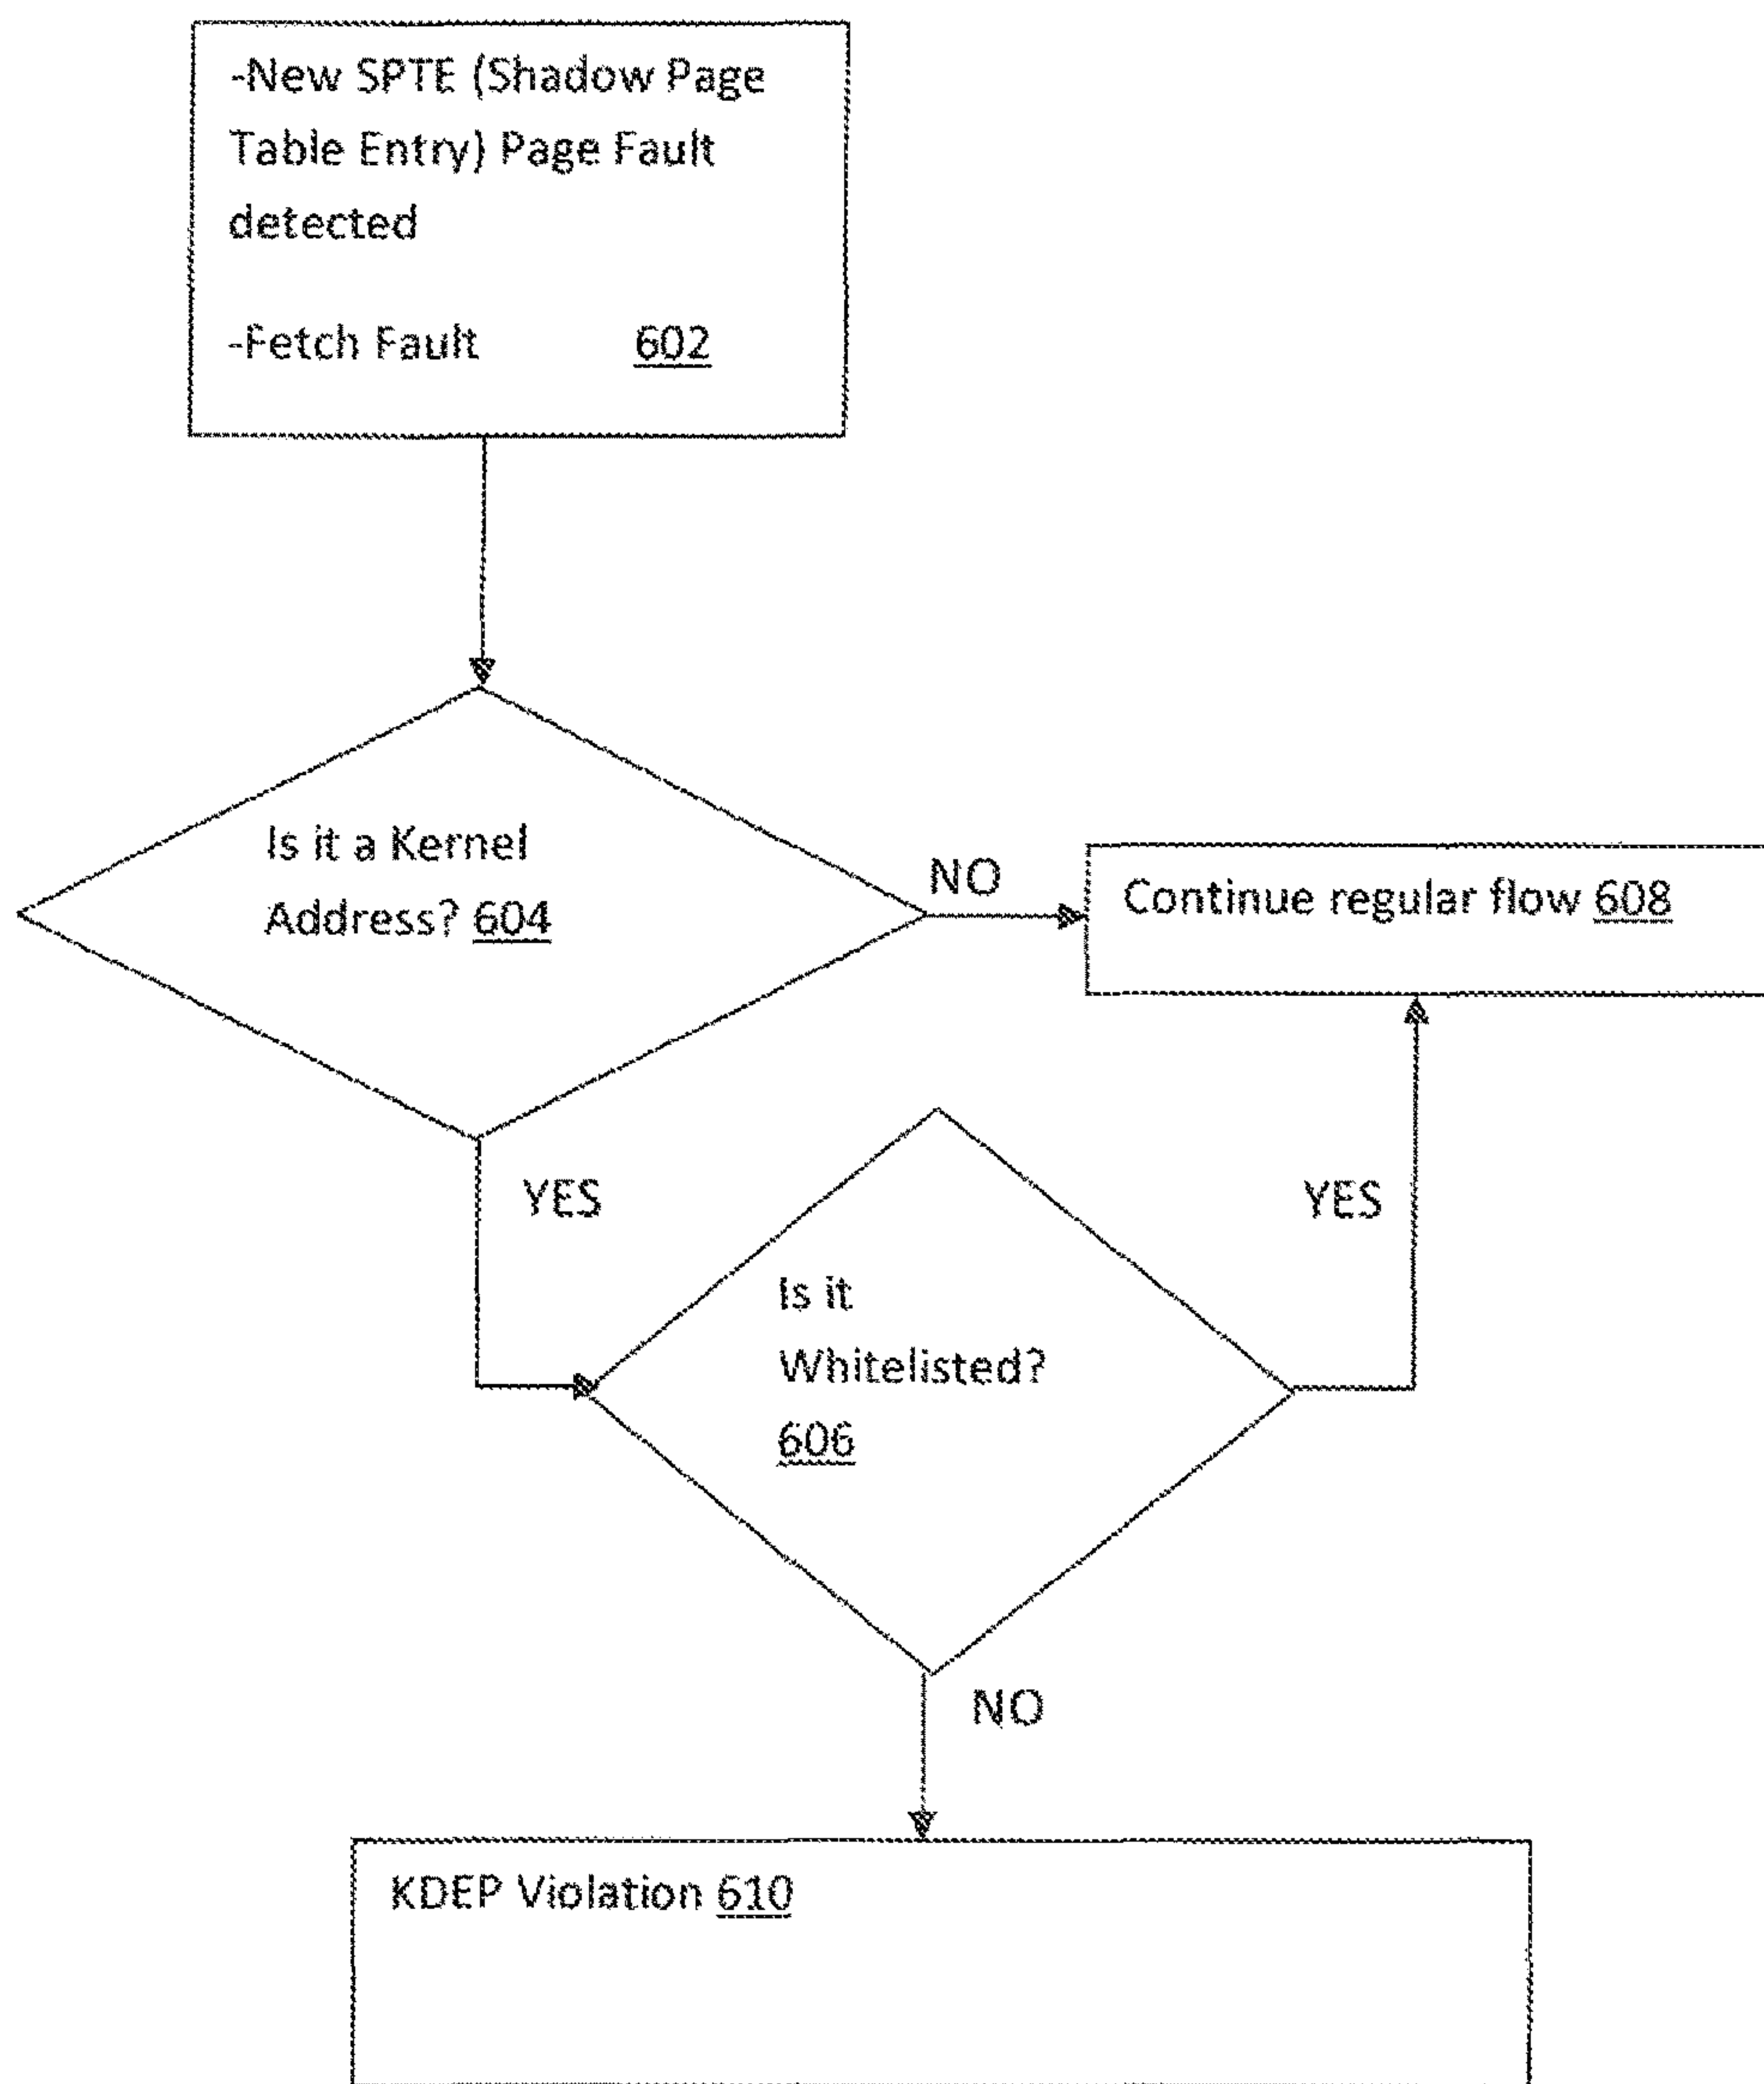 -New SPTE (Shadow Page
Table Entry) Page Fault
detected
-Fetch Fault 602
Is it a Kernel
Address? 604
NO
Continue regular flow 608
YES
Is it
Whitelisted?
606
YES
NO
KDEP Violation 610